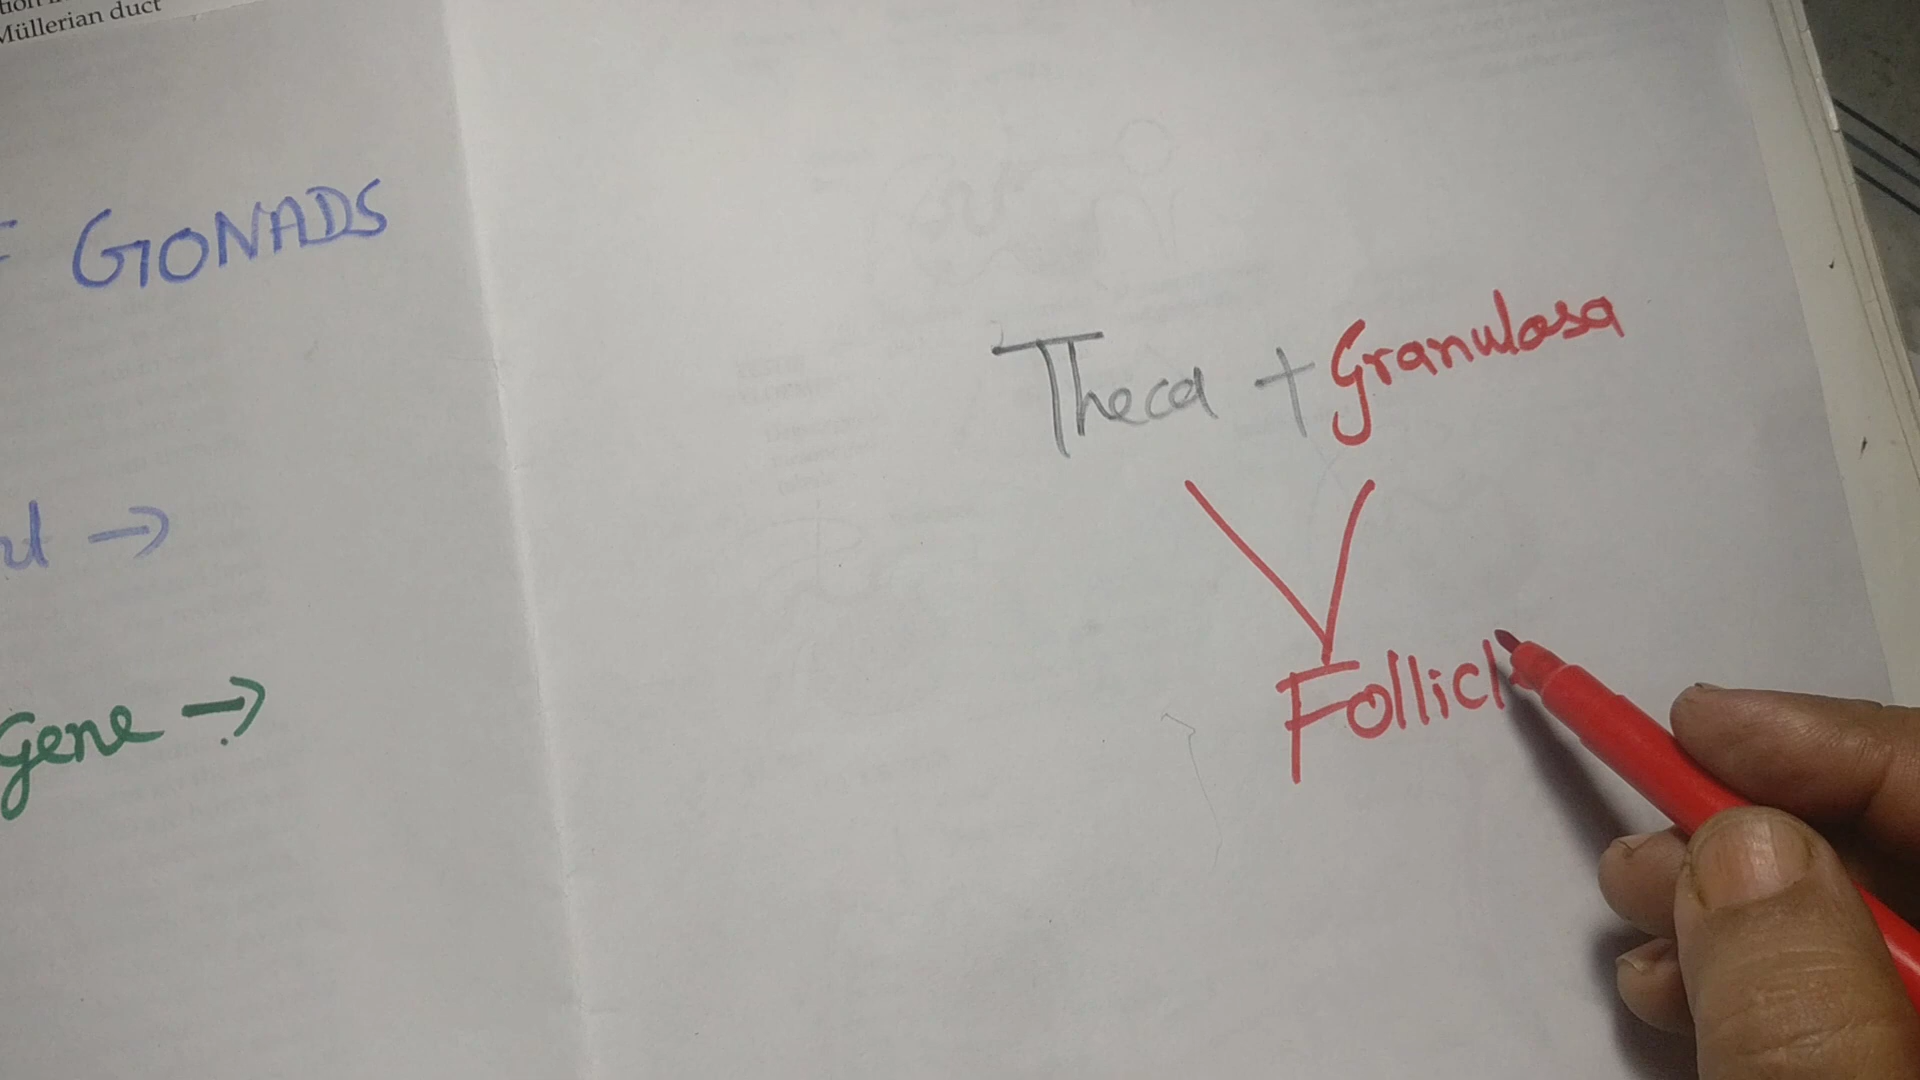 Müllerian duct
GONADS
Theca + Granulosa
→
Gene →
Follicl